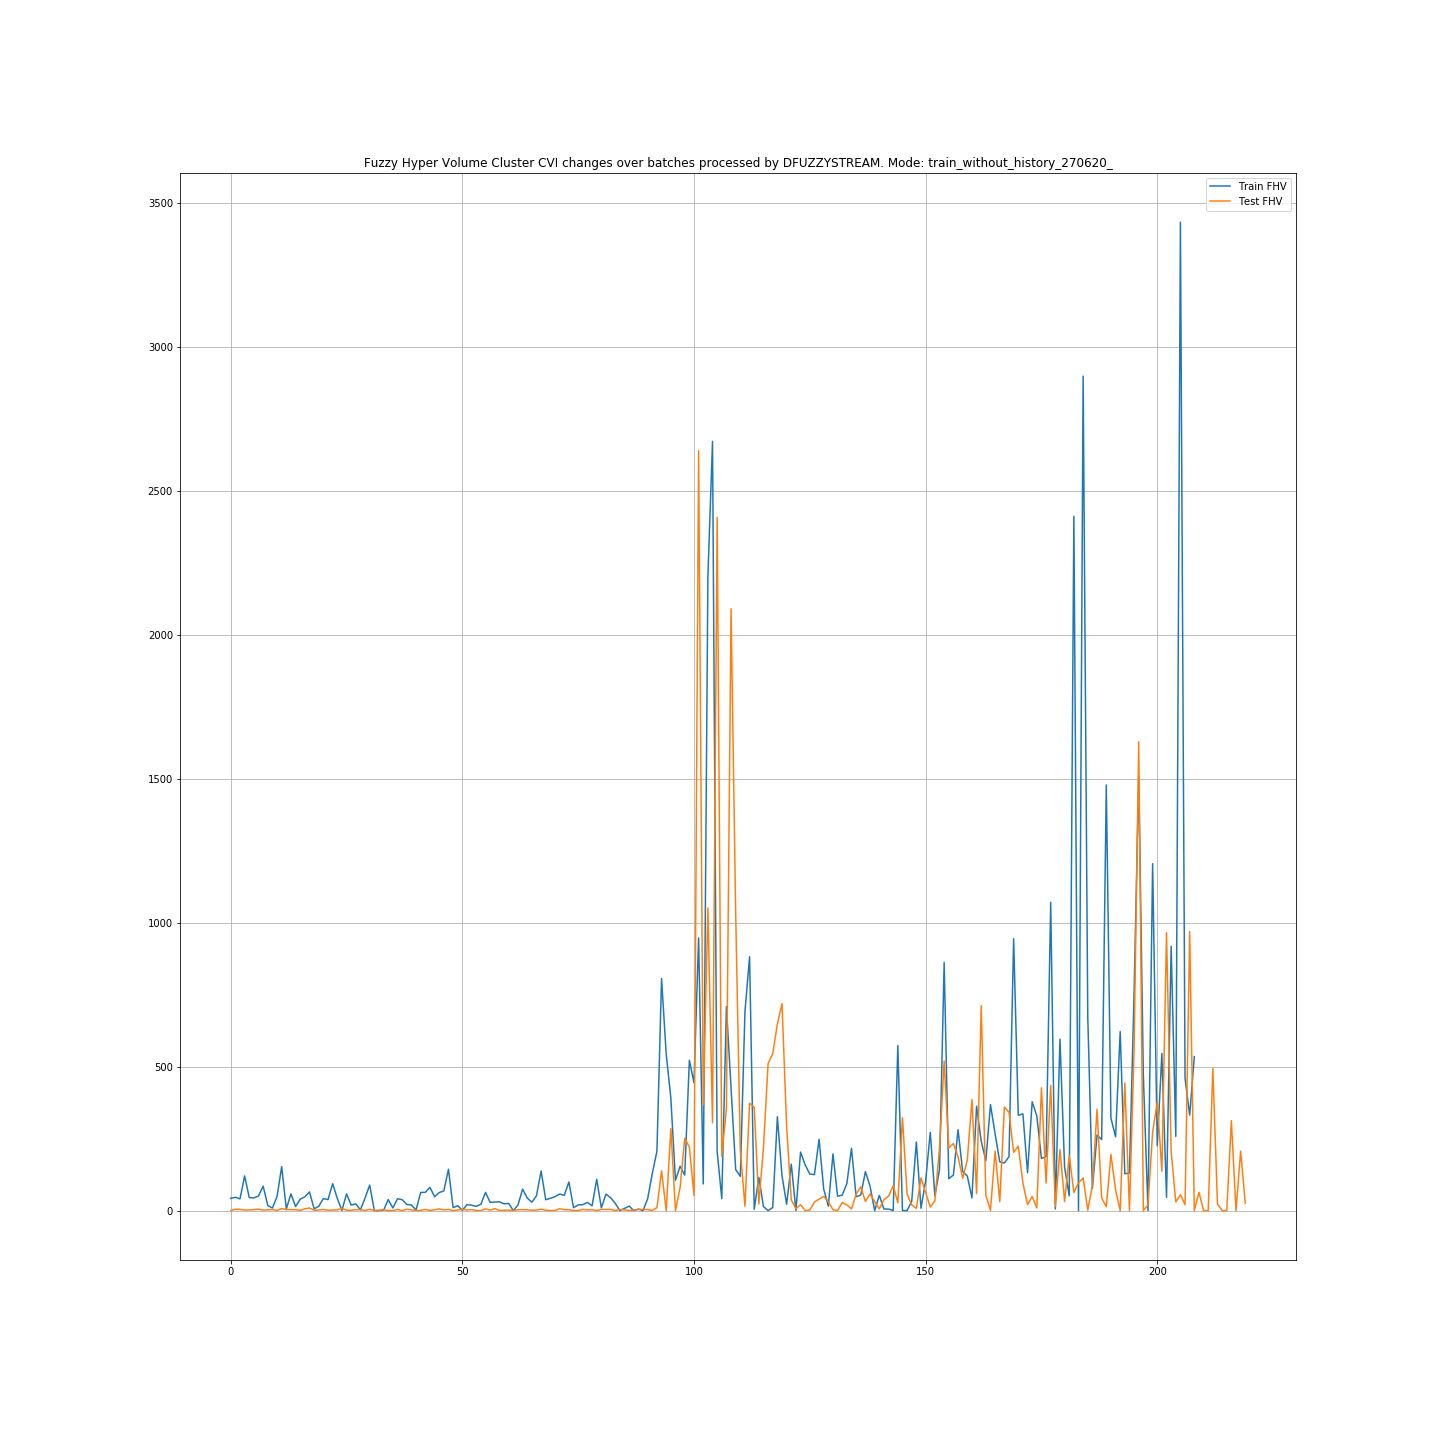 Fuzzy Hyper Volume Cluster CVI changes over batches processed by DFUZZYSTREAM. Mode: train_without_history_270620_
Train FHV
Test FHV
3500
3000
2500
2000
1500
1000
500
0
0 50 100 150 200